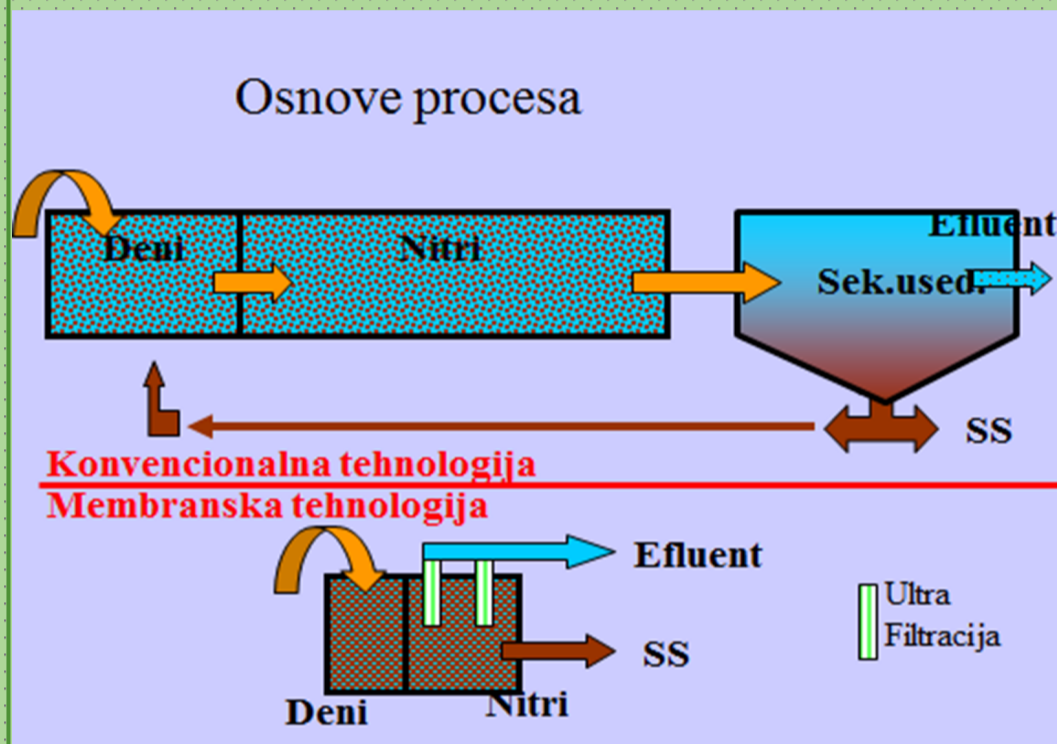 Osnove procesa
Deni
Nitri
Efluent
Sek.used.
SS
Konvencionalna tehnologija
Membranska tehnologija
Efluent
Ultra
Filtracija
SS
Deni
Nitri